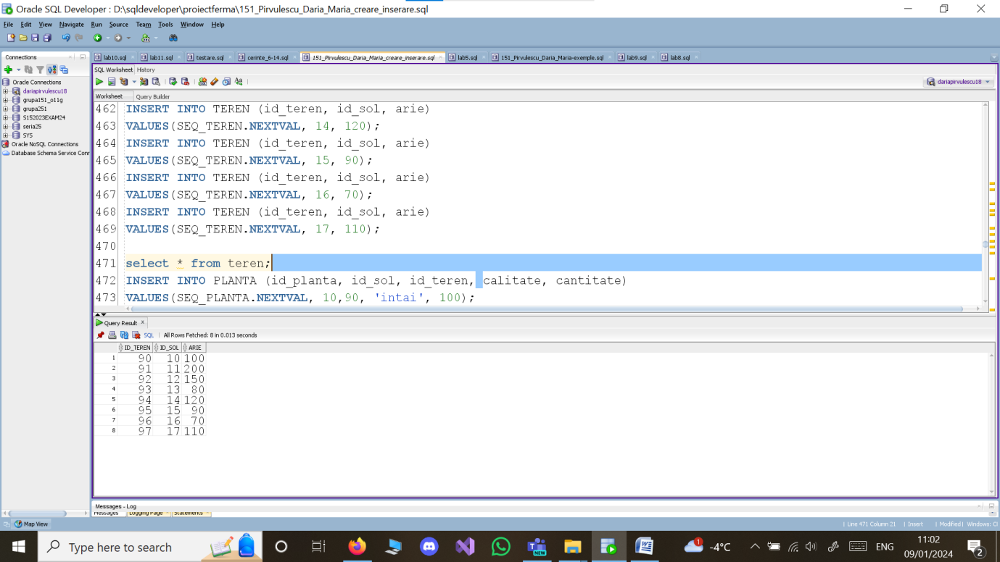 Oracle SQL Developer : D:\sqldeveloper\proiectferma\151_Pirvulescu_Daria_Maria_creare_inserare.sql
File Edit View Navigate Run Source Team Tools Window Help
Connections
Oracle Connections
dariapirvulescu18
grupa151_o11g
grupa251
S152023EXAM24
seria25
SYS
Oracle NoSQL Connections
Database Schema Service Conn
lab10.sql lab11.sql testare.sql cerinte_6-14.sql 151_Pirvulescu_Daria_Maria_creare_inserare.sql lab5.sql 151_Pirvulescu_Daria_Maria-exemple.sql lab9.sql lab8.sql
SQL Worksheet History
dariapirvulescu18
Worksheet Query Builder
462 INSERT INTO TEREN (id_teren, id_sol, arie)
463 VALUES(SEQ_TEREN.NEXTVAL, 14, 120);
464 INSERT INTO TEREN (id_teren, id_sol, arie)
465 VALUES(SEQ_TEREN.NEXTVAL, 15, 90);
466 INSERT INTO TEREN (id_teren, id_sol, arie)
467 VALUES(SEQ_TEREN.NEXTVAL, 16, 70);
468 INSERT INTO TEREN (id_teren, id_sol, arie)
469 VALUES(SEQ_TEREN.NEXTVAL, 17, 110);
470
471 select * from teren;
472 INSERT INTO PLANTA (id_planta, id_sol, id_teren, calitate, cantitate)
473 VALUES(SEQ_PLANTA.NEXTVAL, 10,90, 'intai', 100);
Query Result
SQL | All Rows Fetched: 8 in 0.013 seconds
ID_TEREN ID_SOL ARIE
1 90 10 100
2 91 11 200
3 92 12 150
4 93 13 80
5 94 14 120
6 95 15 90
7 96 16 70
8 97 17 110
Messages - Log
Messages Logging Page Statements
Map View
| Line 471 Column 21 | Insert | Modified | Windows: C
Type here to search
NEW
1
-4°C
ENG
11:02
09/01/2024
2